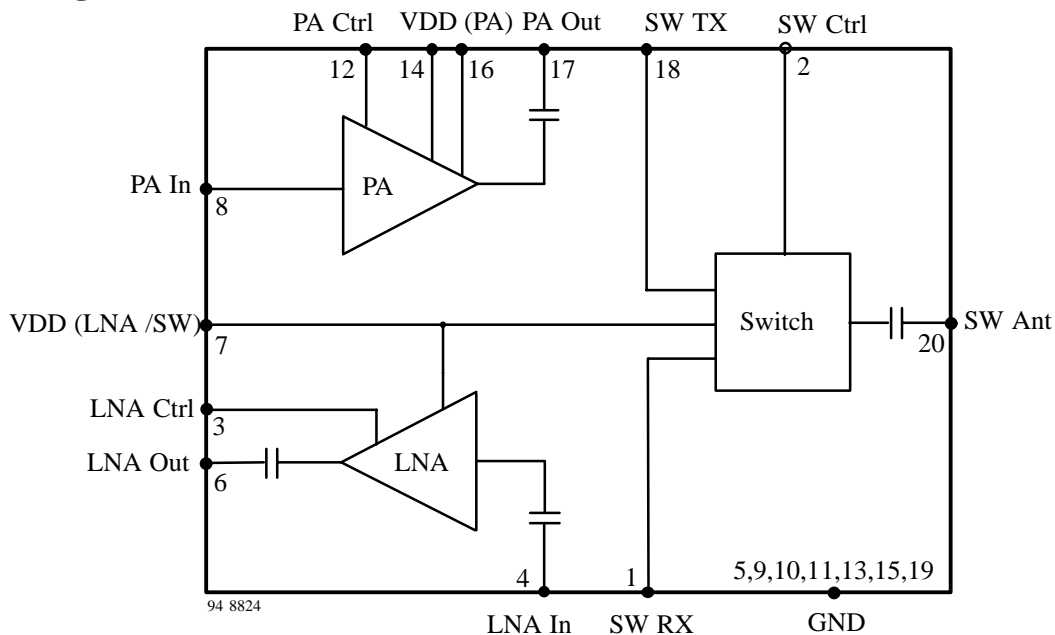 PA Ctrl VDD (PA) PA Out SW TX SW Ctrl
12 14 16 17 18 2
PA In
8
PA
VDD (LNA /SW)
7
Switch
SW Ant
20
LNA Ctrl
3
LNA Out
6
LNA
4 1 5,9,10,11,13,15,19
94 8824
LNA In SW RX GND